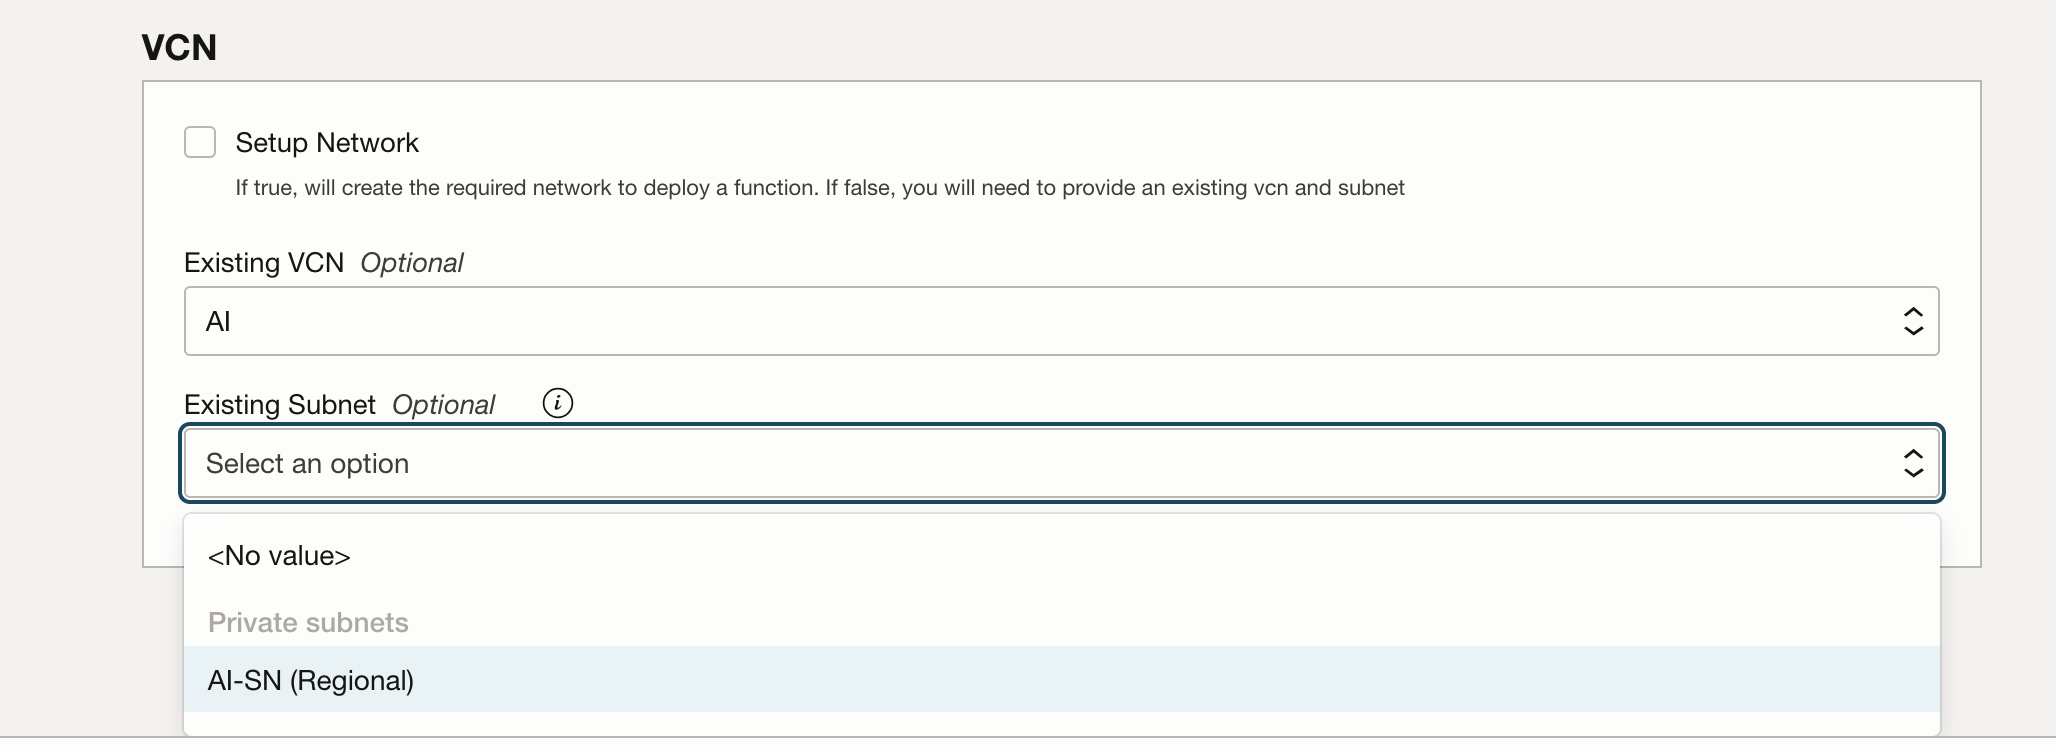 VCN
Setup Network
If true, will create the required network to deploy a function. If false, you will need to provide an existing vcn and subnet
Existing VCN Optional
AI
Existing Subnet Optional i
Select an option
<No value>
Private subnets
AI-SN (Regional)